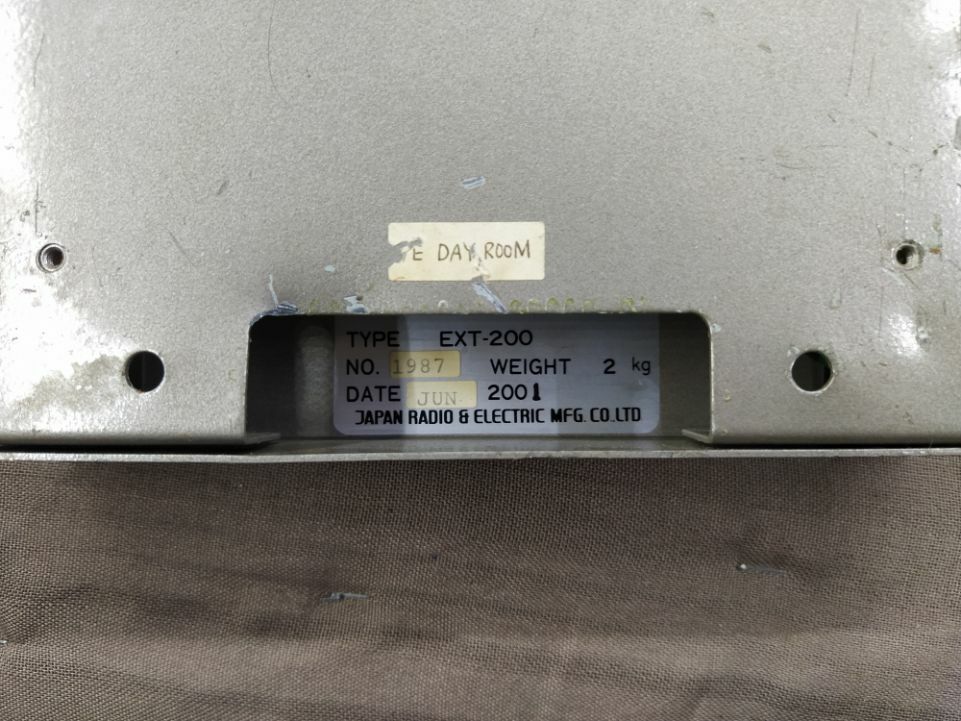 E DAY ROOM
TYPE EXT-200
NO. 1987 WEIGHT 2 kg
DATE JUN 2001
JAPAN RADIO & ELECTRIC MFG. CO.,LTD